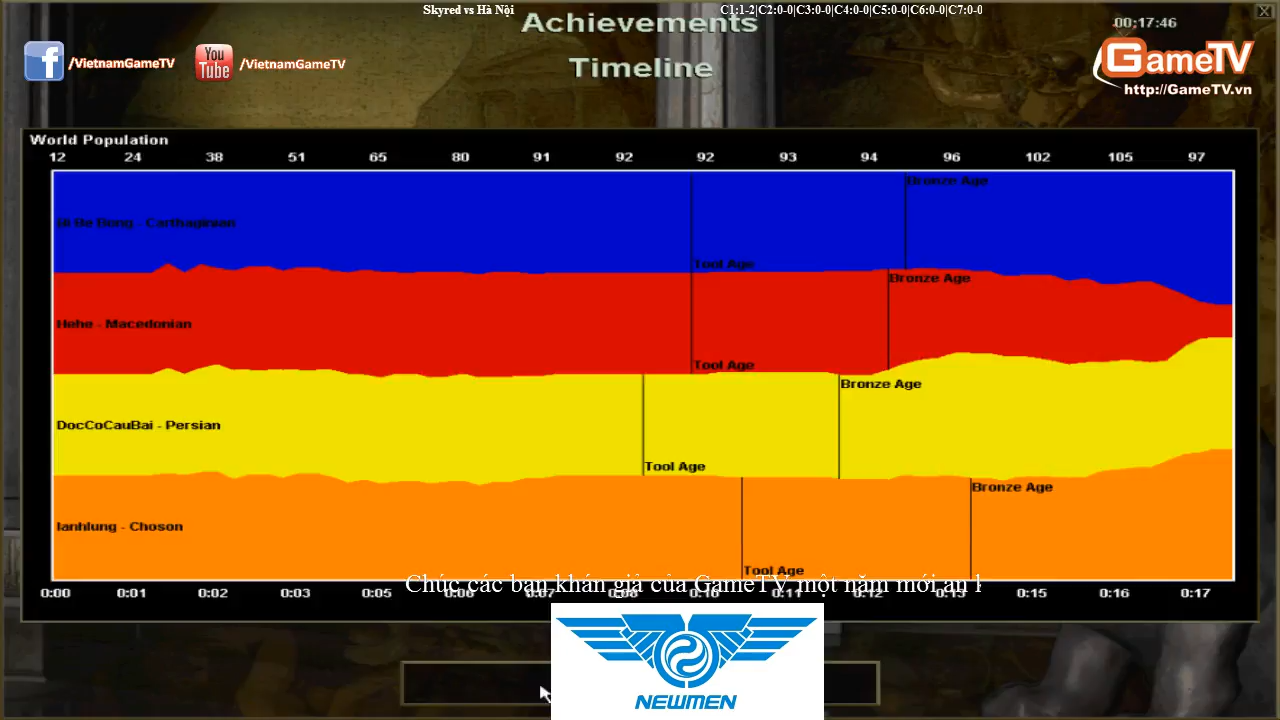 Skyred vs Hà Nội
C1:1-2|C2:0-0|C3:0-0|C4:0-0|C5:0-0|C6:0-0|C7:0-0
Achievements
00:17:46
Timeline
/VietnamGameTV
You Tube
/VietnamGameTV
GameTV
http://GameTV.vn
World Population
12 24 38 51 65 80 91 92 92 93 94 96 102 105 97
Bronze Age
Bi Be Bong - Carthaginian
Tool Age
Bronze Age
Hehe - Macedonian
Tool Age
Bronze Age
DocCoCauBai - Persian
Tool Age
Bronze Age
lanhlung - Choson
Tool Age
Chúc các bạn khán giả của GameTV một năm mới an
0:00 0:01 0:02 0:03 0:05 0:06 0:07 0:08 0:10 0:11 0:12 0:13 0:15 0:16 0:17
NEWMEN